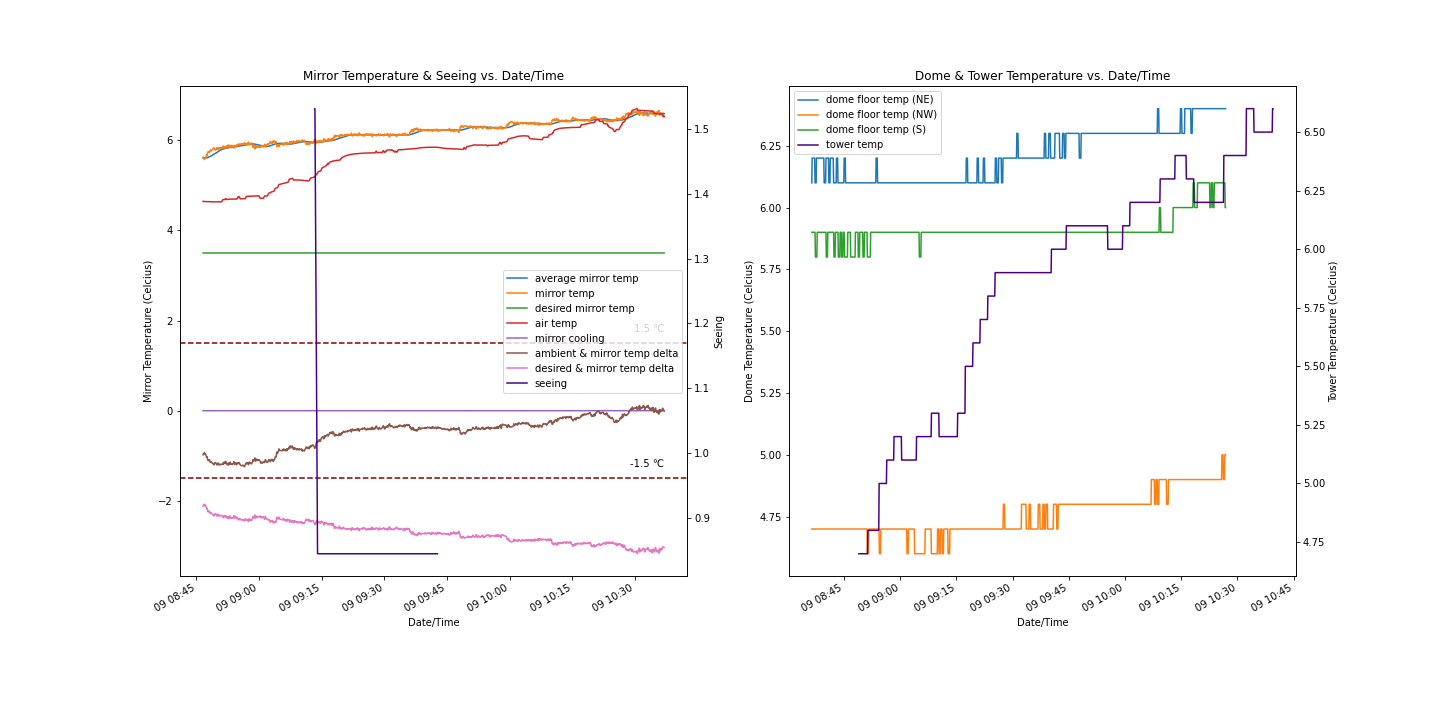 Mirror Temperature & Seeing vs. Date/Time
Mirror Temperature (Celcius)
6
4
2
0
−2
average mirror temp
mirror temp
desired mirror temp
air temp
mirror cooling
ambient & mirror temp delta
desired & mirror temp delta
seeing
1.5 °C
-1.5 °C
1.5
1.4
1.3
1.2
1.1
1.0
0.9
Seeing
09 08:45
09 09:00
09 09:15
09 09:30
09 09:45
09 10:00
09 10:15
09 10:30
Date/Time
Dome & Tower Temperature vs. Date/Time
Dome Temperature (Celcius)
6.25
6.00
5.75
5.50
5.25
5.00
4.75
dome floor temp (NE)
dome floor temp (NW)
dome floor temp (S)
tower temp
6.50
6.25
6.00
5.75
5.50
5.25
5.00
4.75
Tower Temperature (Celcius)
09 08:45
09 09:00
09 09:15
09 09:30
09 09:45
09 10:00
09 10:15
09 10:30
09 10:45
Date/Time